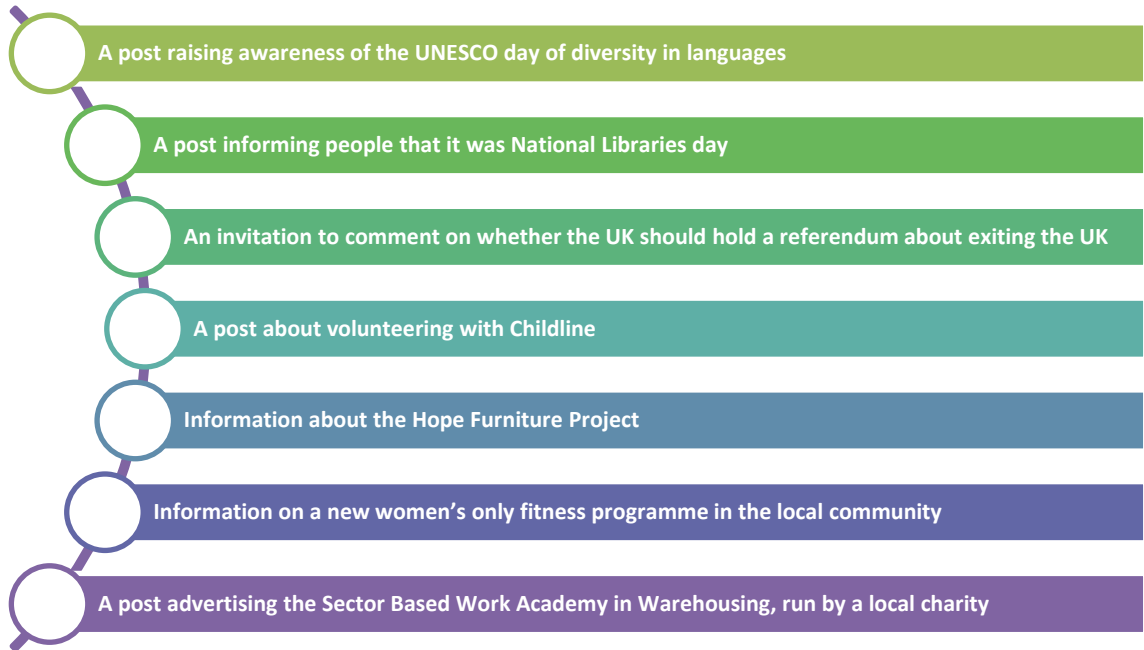 A post raising awareness of the UNESCO day of diversity in languages
A post informing people that it was National Libraries day
An invitation to comment on whether the UK should hold a referendum about exiting the UK
A post about volunteering with Childline
Information about the Hope Furniture Project
Information on a new women’s only fitness programme in the local community
A post advertising the Sector Based Work Academy in Warehousing, run by a local charity